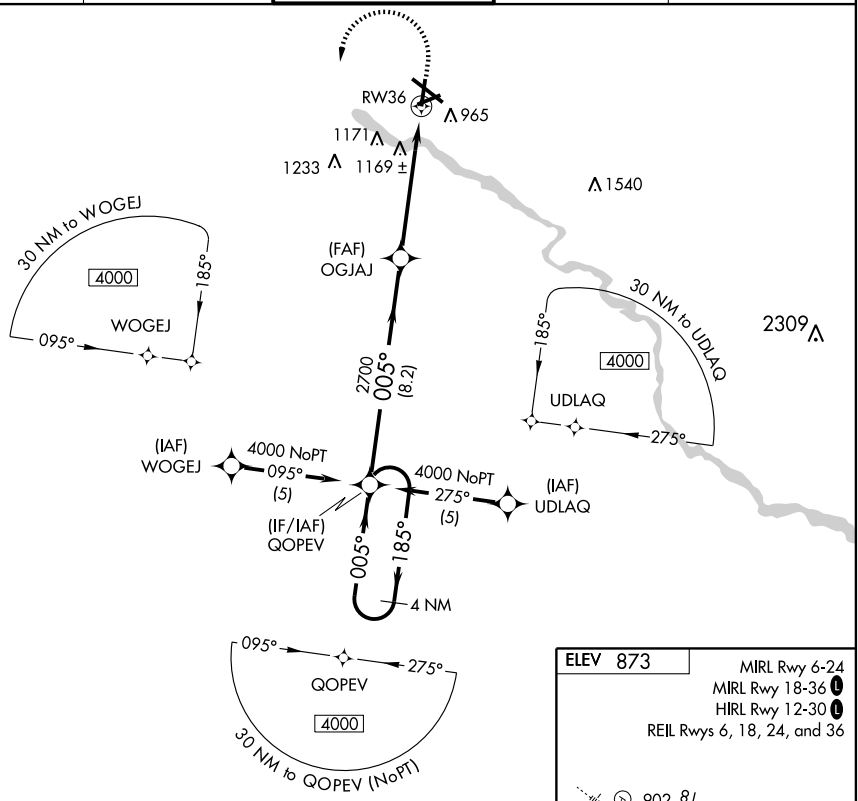 RW36
965
1171
1233
1169 ±
1540
(FAF)
OGJAJ
30 NM to WOGEJ
4000
185°
WOGEJ
095°
30 NM to UDLAQ
185°
4000
2309
UDLAQ
275°
2700
005°
(8.2)
(IAF)
WOGEJ
4000 NoPT
095°
(5)
4000 NoPT
275°
(5)
(IAF)
UDLAQ
(IF/IAF)
QOPEV
005°
185°
4 NM
095°
275°
QOPEV
4000
30 NM to QOPEV (NoPT)
ELEV 873
MIRL Rwy 6-24
MIRL Rwy 18-36 L
HIRL Rwy 12-30 L
REIL Rwys 6, 18, 24, and 36
902